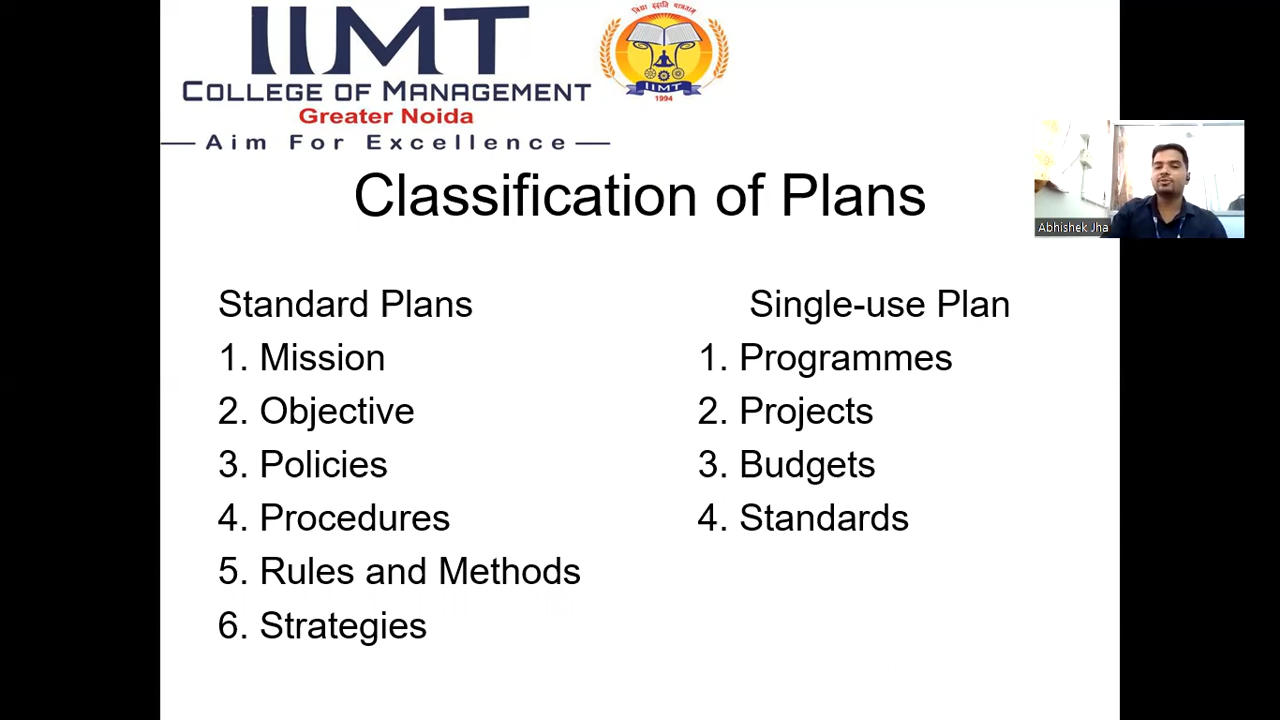 IIMT
COLLEGE OF MANAGEMENT
Greater Noida
Aim For Excellence
विद्या
IIMT
1994
Classification of Plans
Abhishek Jha
Standard Plans
1. Mission
2. Objective
3. Policies
4. Procedures
5. Rules and Methods
6. Strategies
Single-use Plan
1. Programmes
2. Projects
3. Budgets
4. Standards